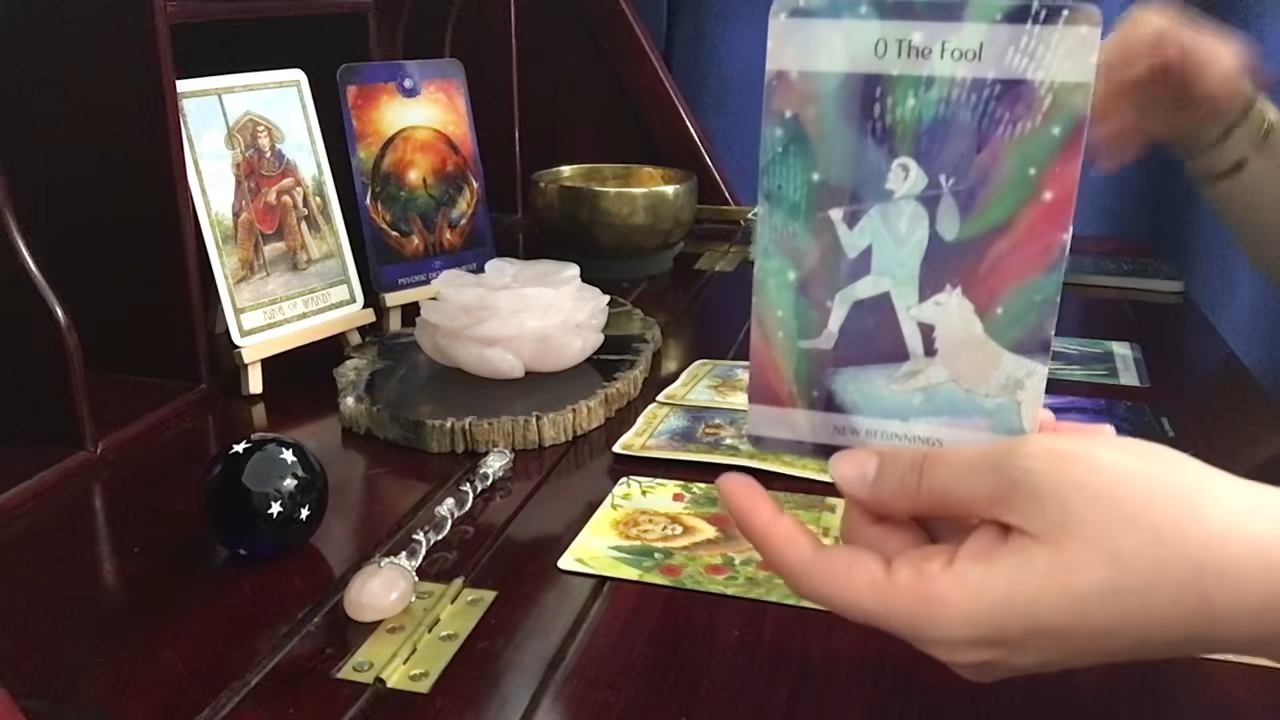 0 The Fool
NEW BEGINNINGS
KING OF WANDS
PSYCHIC DEVELOPMENT